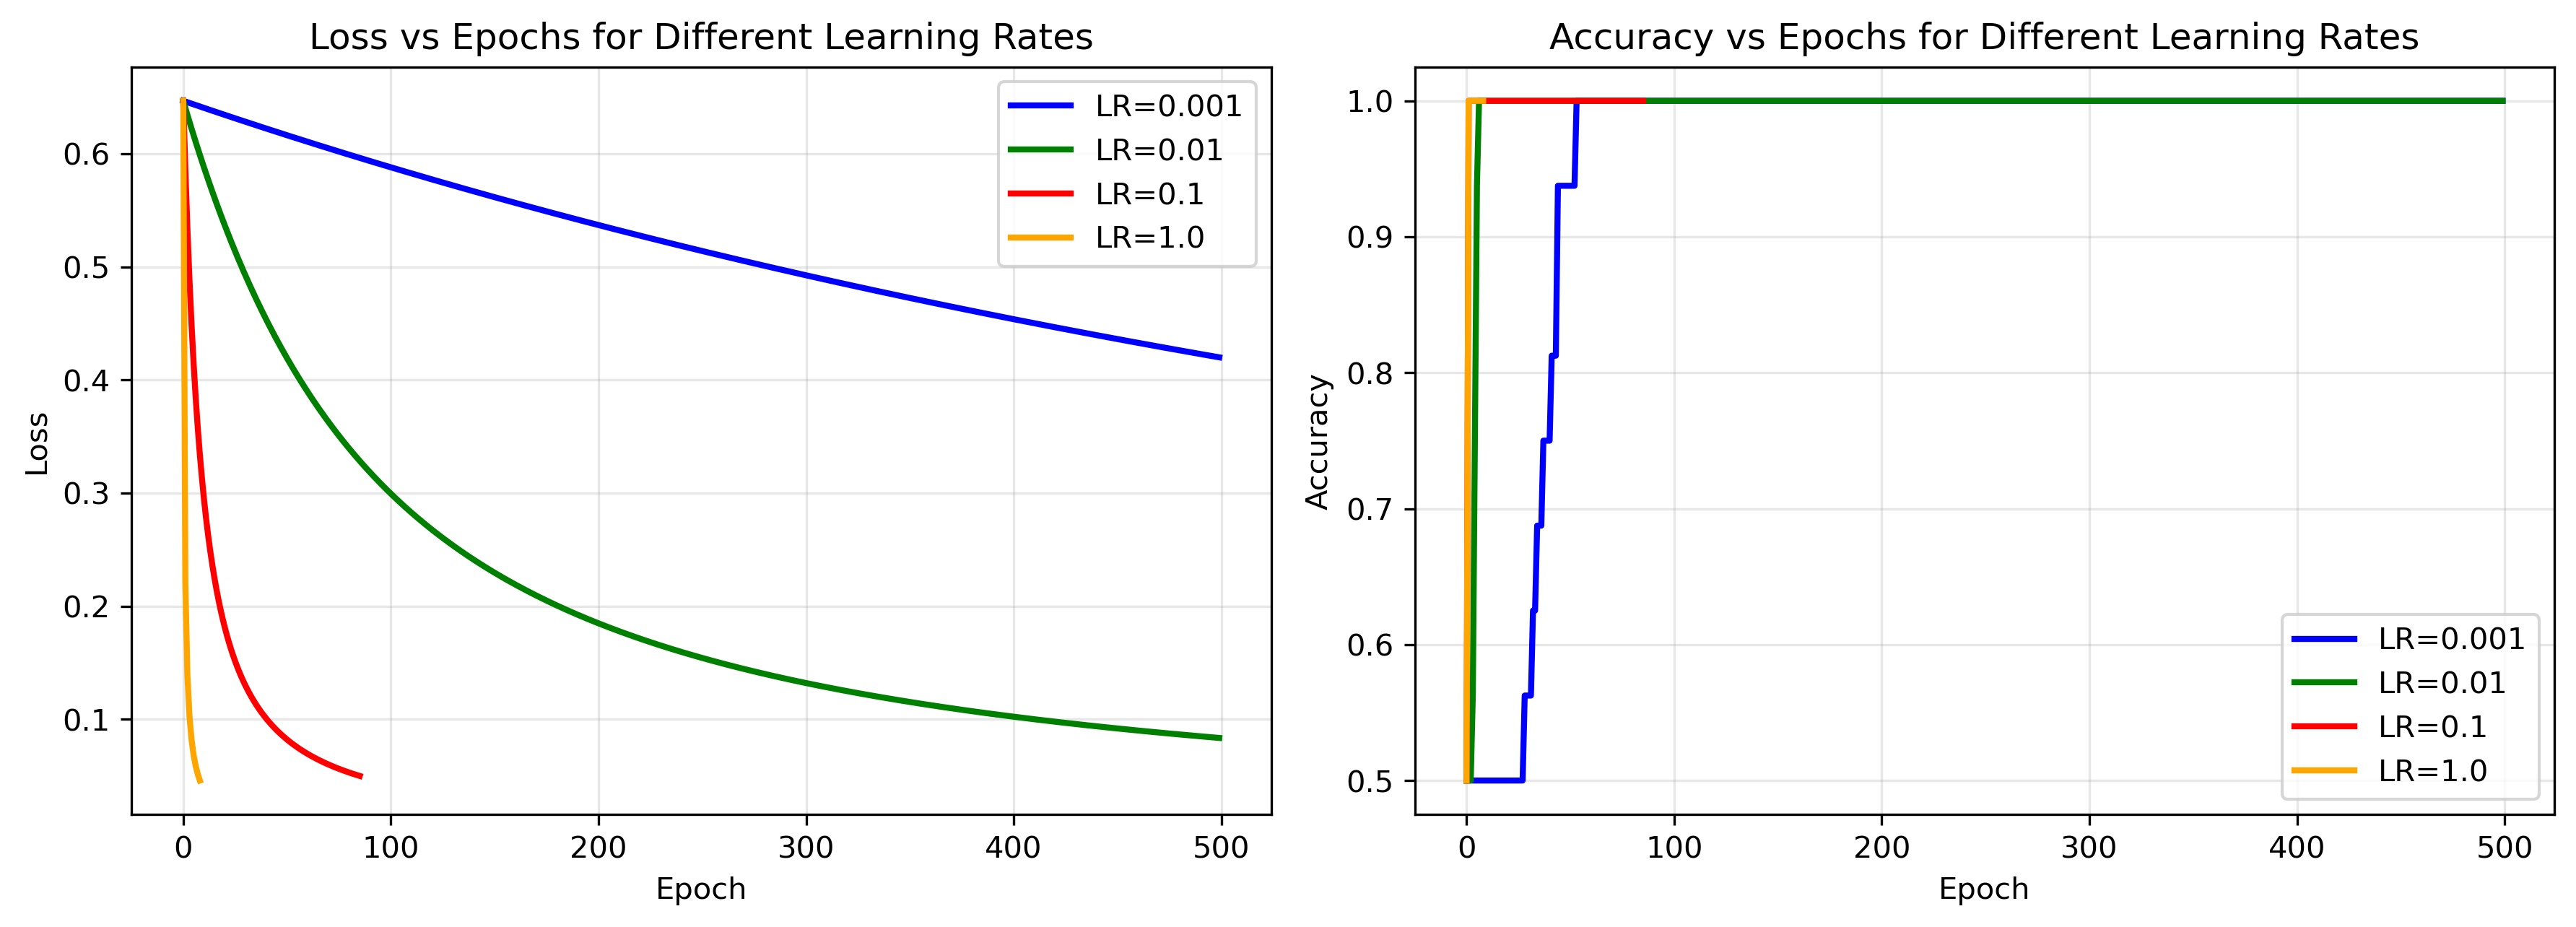 Loss vs Epochs for Different Learning Rates
Loss
0.6
0.5
0.4
0.3
0.2
0.1
0 100 200 300 400 500
Epoch
LR=0.001
LR=0.01
LR=0.1
LR=1.0
Accuracy vs Epochs for Different Learning Rates
Accuracy
1.0
0.9
0.8
0.7
0.6
0.5
0 100 200 300 400 500
Epoch
LR=0.001
LR=0.01
LR=0.1
LR=1.0